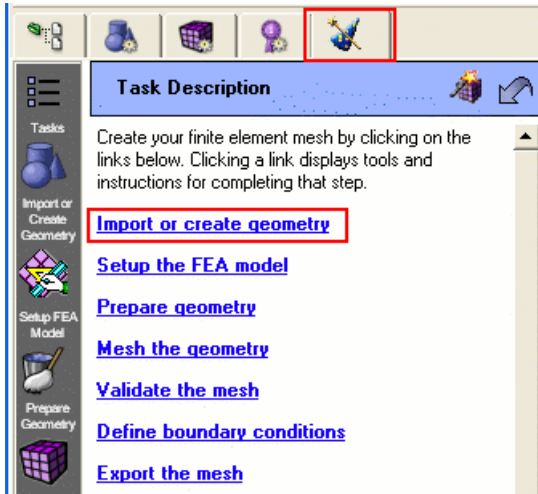 Task Description
Tasks
Import or
Create
Geometry
Setup FEA
Model
Prepare
Geometry
Create your finite element mesh by clicking on the
links below. Clicking a link displays tools and
instructions for completing that step.
Import or create geometry
Setup the FEA model
Prepare geometry
Mesh the geometry
Validate the mesh
Define boundary conditions
Export the mesh